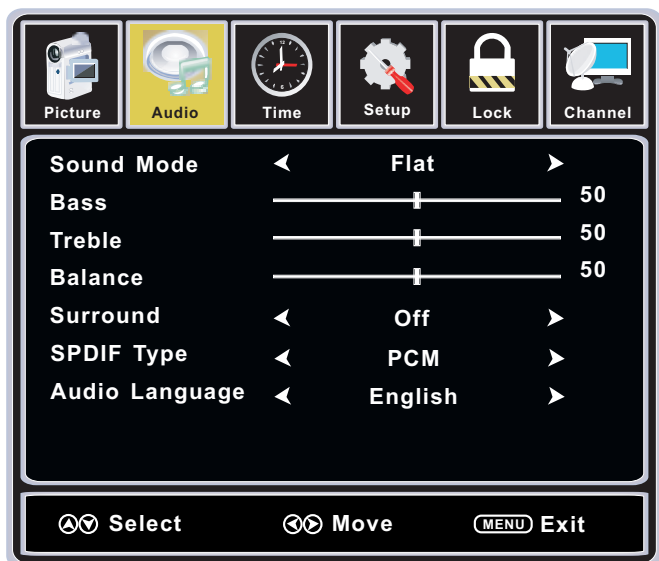 Picture Audio Time Setup Lock Channel
Sound Mode Flat
Bass 50
Treble 50
Balance 50
Surround Off
SPDIF Type PCM
Audio Language English
Select Move MENU Exit